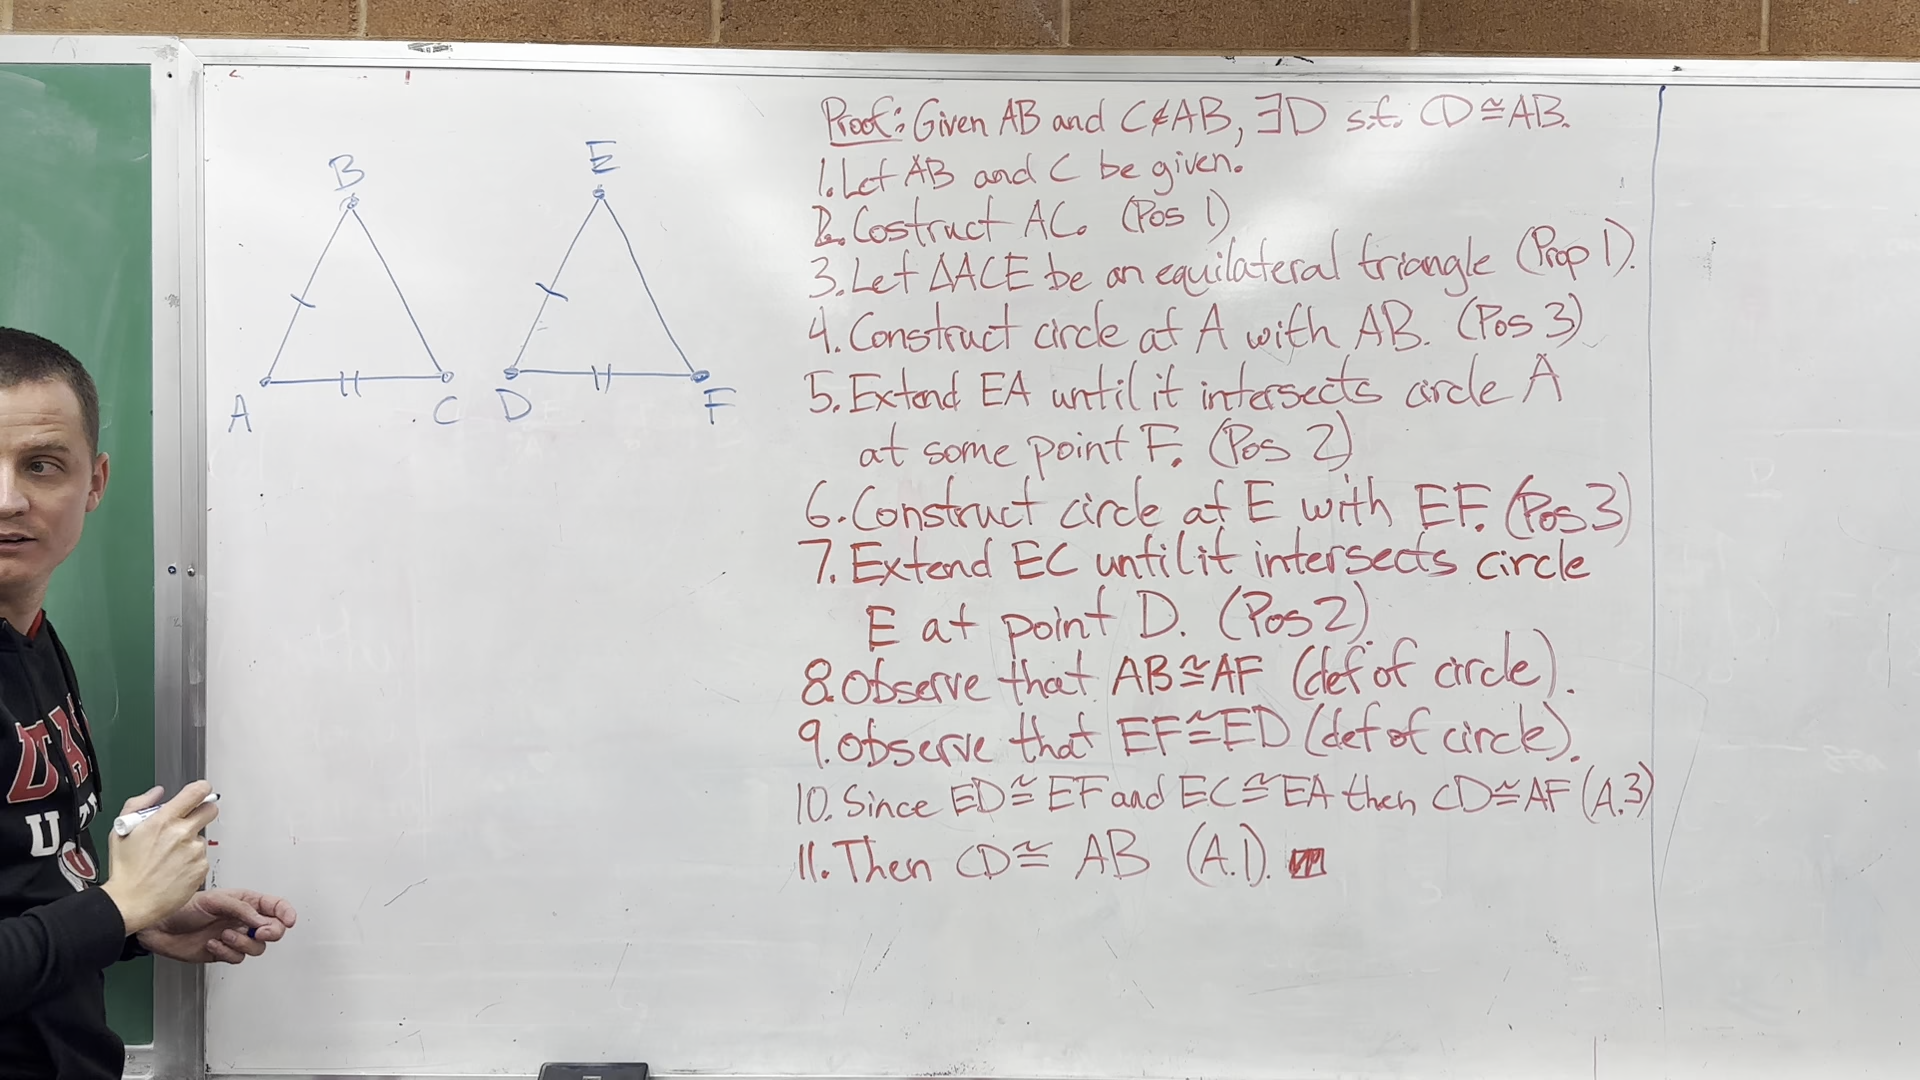 B
E
A
C
D
F
Proof: Given AB and C∉AB, ∃D s.t. CD≅AB.
1. Let AB and C be given.
2. Costruct AC. (Pos 1)
3. Let ΔACE be an equilateral triangle (Prop 1).
4. Construct circle at A with AB. (Pos 3)
5. Extend EA until it intersects circle A
at some point F. (Pos 2)
6. Construct circle at E with EF. (Pos 3)
7. Extend EC until it intersects circle
E at point D. (Pos 2)
8. Observe that AB≅AF (def of circle).
9. Observe that EF≅ED (def of circle).
10. Since ED≅EF and EC≅EA then CD≅AF (A.3)
11. Then CD≅AB (A.1).
U